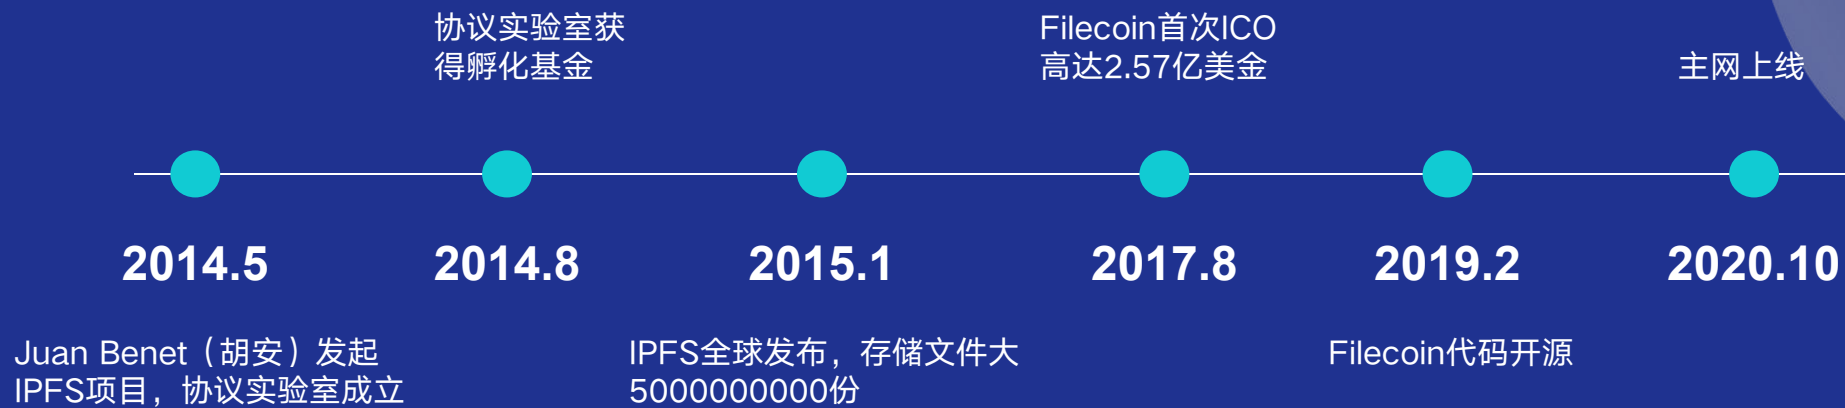 协议实验室获
得孵化基金
Filecoin首次ICO
高达2.57亿美金
主网上线
2014.5
2014.8
2015.1
2017.8
2019.2
2020.10
Juan Benet（胡安）发起
IPFS项目，协议实验室成立
IPFS全球发布，存储文件大
5000000000份
Filecoin代码开源